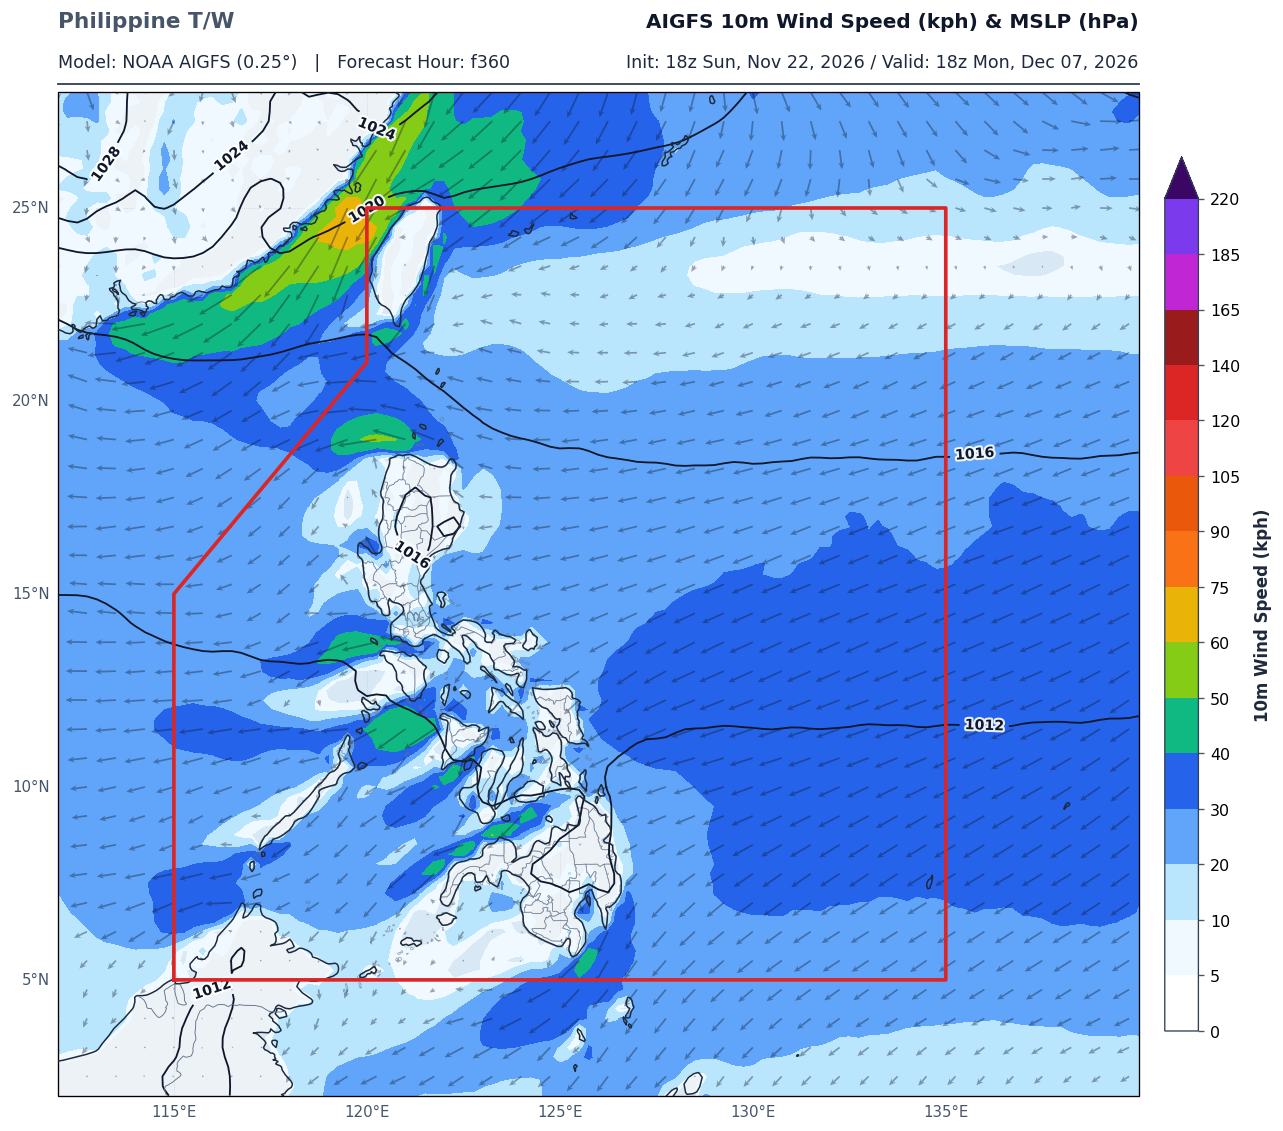 Philippine T/W
AIGFS 10m Wind Speed (kph) & MSLP (hPa)
Model: NOAA AIGFS (0.25°) | Forecast Hour: f360
Init: 18z Sun, Nov 22, 2026 / Valid: 18z Mon, Dec 07, 2026
1028
1024
1024
1020
1016
1016
1012
1012
25°N
20°N
15°N
10°N
5°N
115°E
120°E
125°E
130°E
135°E
220
185
165
140
120
105
90
75
60
50
40
30
20
10
5
0
10m Wind Speed (kph)